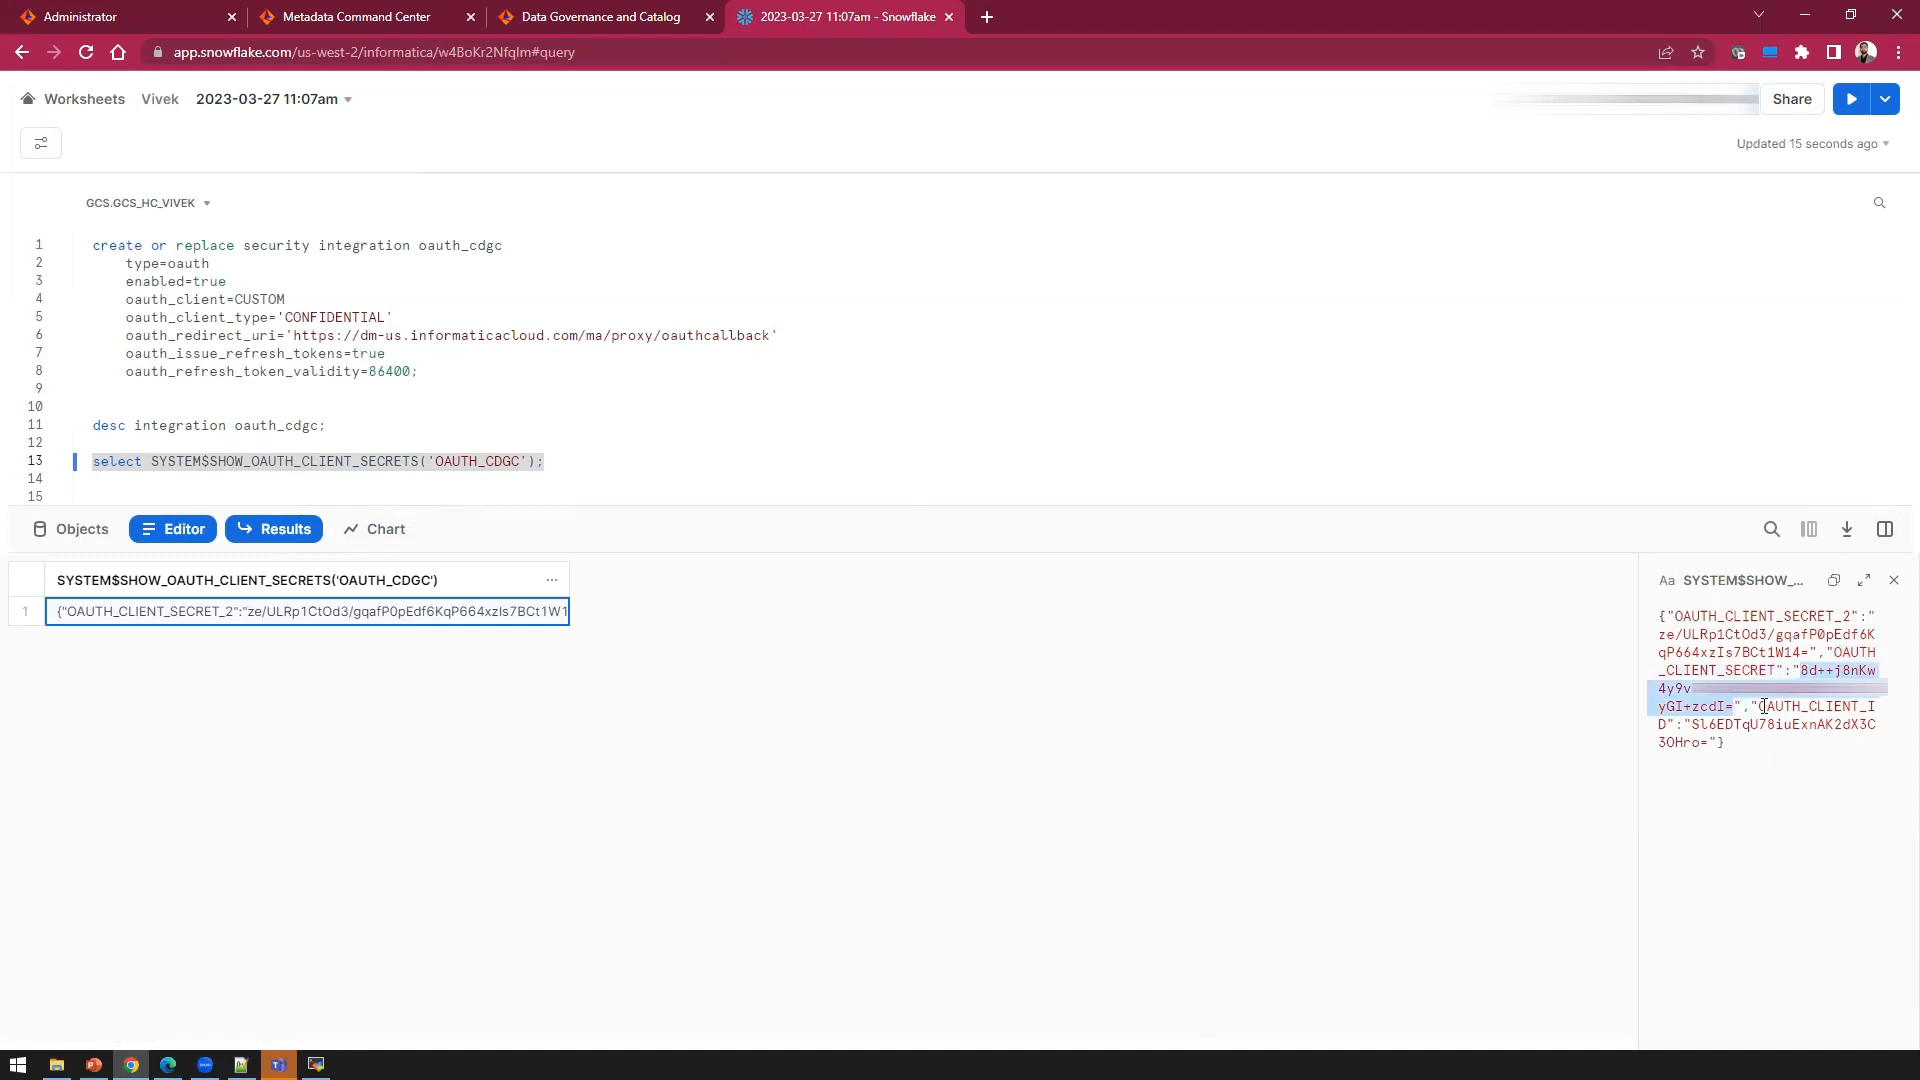 Administrator
Metadata Command Center
Data Governance and Catalog
2023-03-27 11:07am - Snowflake
app.snowflake.com/us-west-2/informatica/w4BoKr2Nfqlm#query
Worksheets
Vivek
2023-03-27 11:07am
Share
Updated 15 seconds ago
GCS.GCS_HC_VIVEK
1 create or replace security integration oauth_cdgc
2 type=oauth
3 enabled=true
4 oauth_client=CUSTOM
5 oauth_client_type='CONFIDENTIAL'
6 oauth_redirect_uri='https://dm-us.informaticacloud.com/ma/proxy/oauthcallback'
7 oauth_issue_refresh_tokens=true
8 oauth_refresh_token_validity=86400;
9
10
11 desc integration oauth_cdgc;
12
13 select SYSTEM$SHOW_OAUTH_CLIENT_SECRETS('OAUTH_CDGC');
14
15
Objects
Editor
Results
Chart
SYSTEM$SHOW_OAUTH_CLIENT_SECRETS('OAUTH_CDGC') ...
1 {"OAUTH_CLIENT_SECRET_2":"ze/ULRp1CtOd3/gqafP0pEdf6KqP664xzIs7BCt1W1
Aa SYSTEM$SHOW_...
{"OAUTH_CLIENT_SECRET_2":"
ze/ULRp1CtOd3/gqafP0pEdf6K
qP664xzIs7BCt1W14=","OAUTH
_CLIENT_SECRET":"8d++j8nKw
4y9v
yGI+zcdI=","OAUTH_CLIENT_I
D":"Sl6EDTqU78iuExnAK2dX3C
3OHro="}